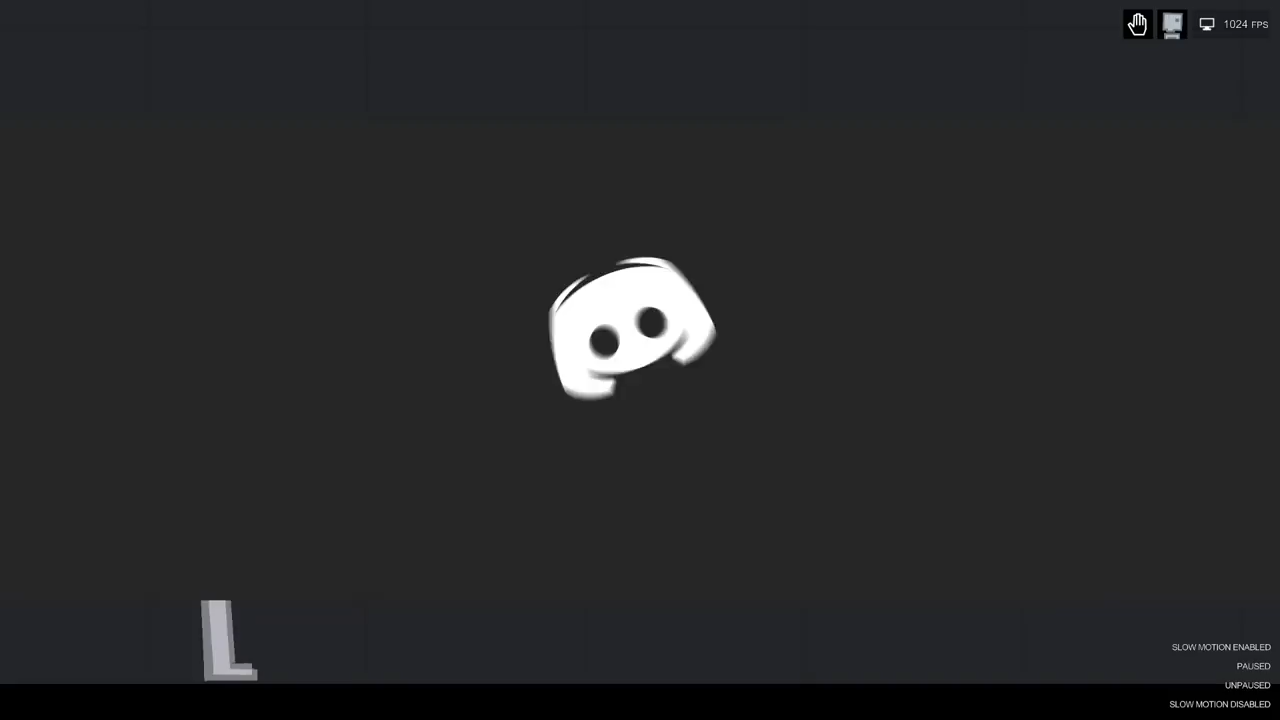 1024 FPS
SLOW MOTION ENABLED
PAUSED
UNPAUSED
SLOW MOTION DISABLED